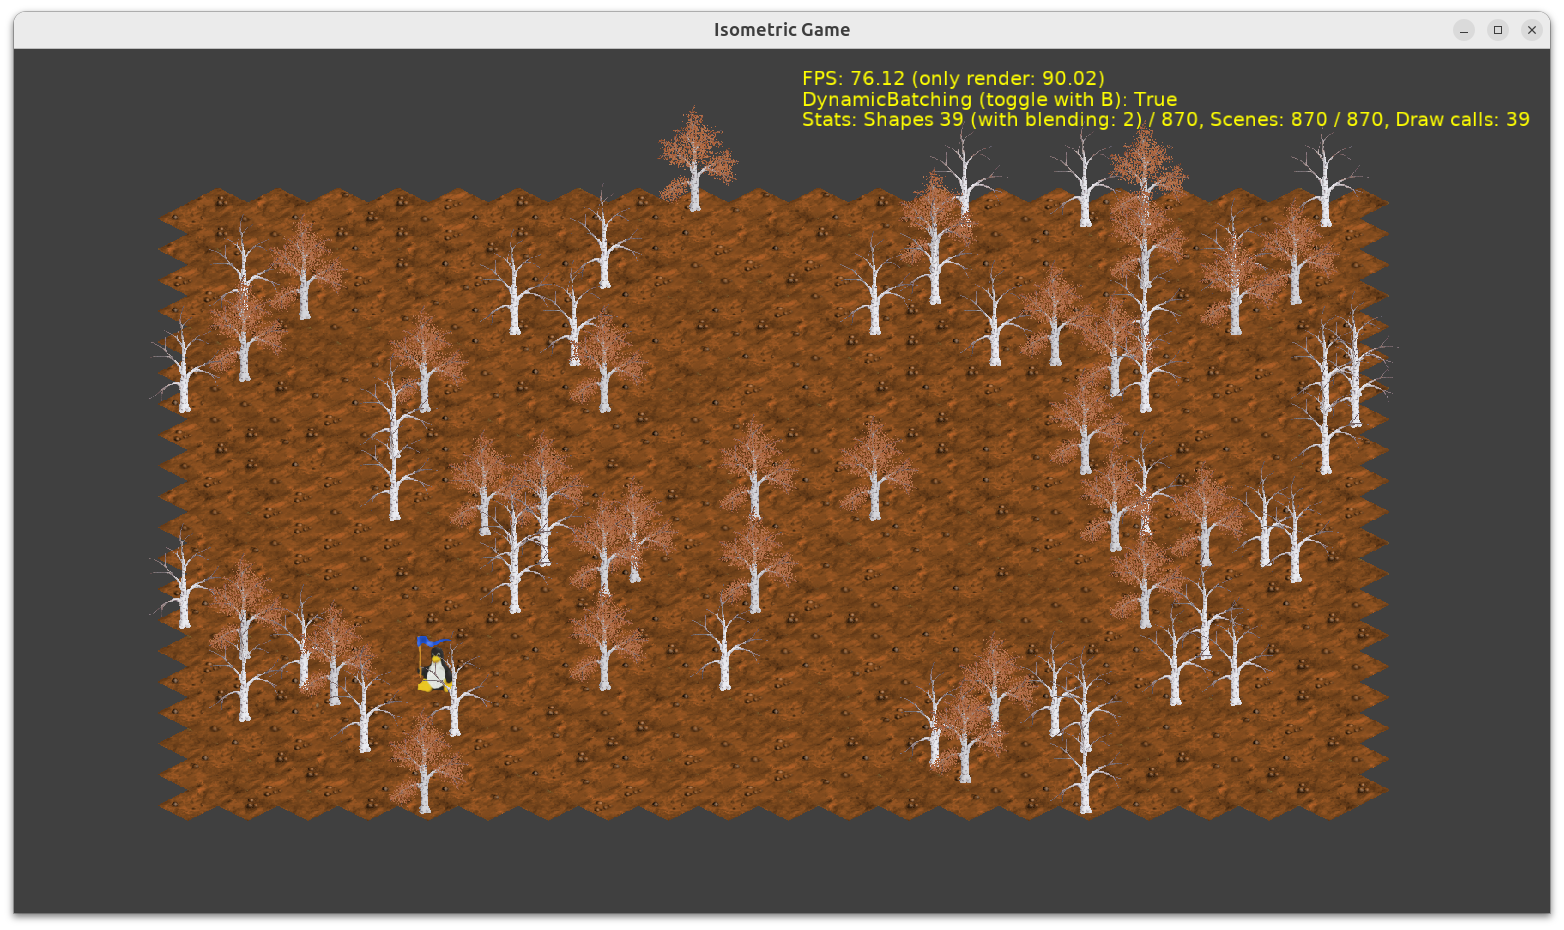 Isometric Game
FPS: 76.12 (only render: 90.02)
DynamicBatching (toggle with B): True
Stats: Shapes 39 (with blending: 2) / 870, Scenes: 870 / 870, Draw calls: 39